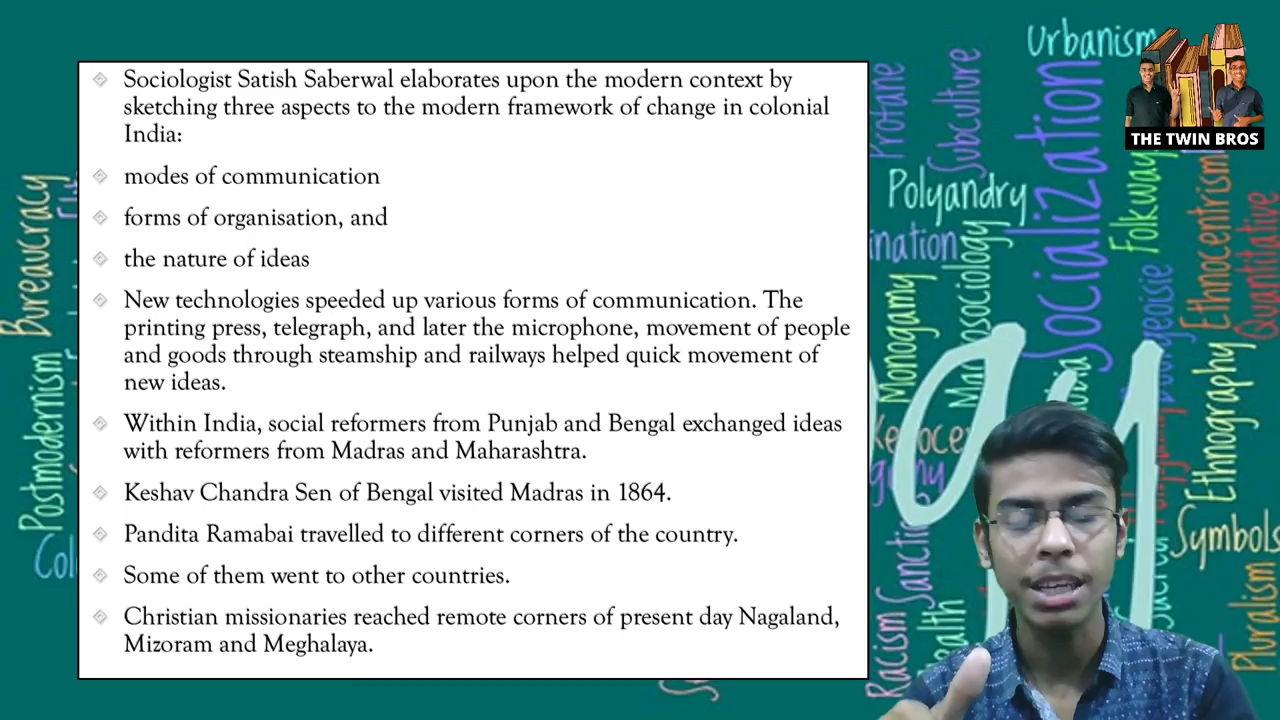 Sociologist Satish Saberwal elaborates upon the modern context by
sketching three aspects to the modern framework of change in colonial
India:
modes of communication
forms of organisation, and
the nature of ideas
New technologies speeded up various forms of communication. The
printing press, telegraph, and later the microphone, movement of people
and goods through steamship and railways helped quick movement of
new ideas.
Within India, social reformers from Punjab and Bengal exchanged ideas
with reformers from Madras and Maharashtra.
Keshav Chandra Sen of Bengal visited Madras in 1864.
Pandita Ramabai travelled to different corners of the country.
Some of them went to other countries.
Christian missionaries reached remote corners of present day Nagaland,
Mizoram and Meghalaya.
THE TWIN BROS
Urbanism
Profane
Subculture
Socialization
Polyandry
Folkway
Ethnocentrism
Quantitative
Monogamy
Ethnography
Symbols
Pluralism
Racism
Bureaucracy
Postmodernism